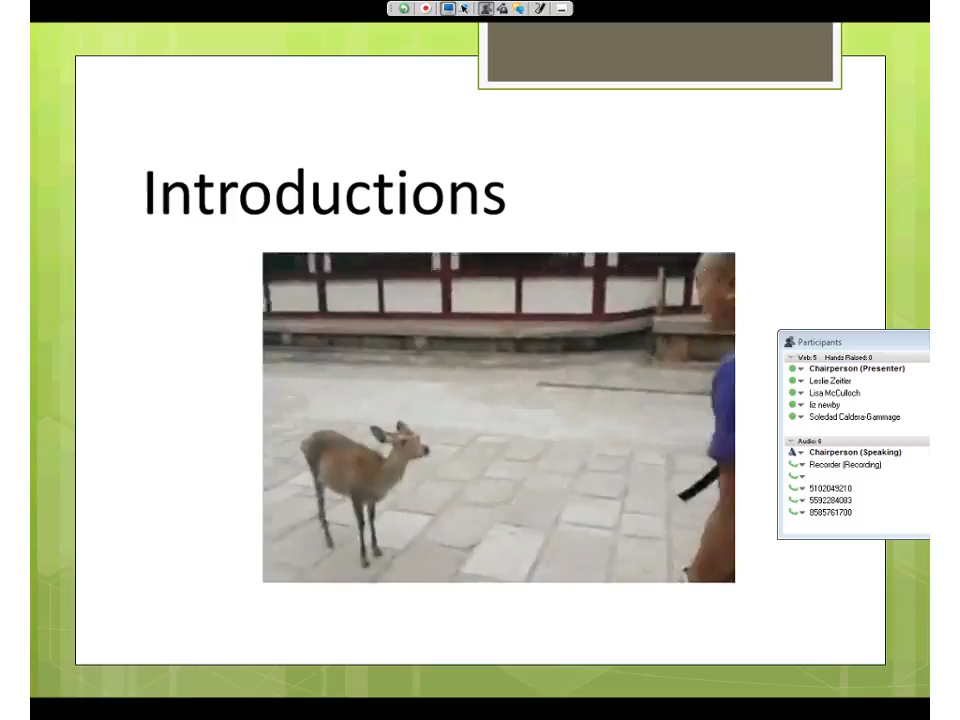 Introductions
Participants
Web: 5 Hands Raised: 0
Chairperson (Presenter)
Leslie Zeitler
Lisa McCulloch
liz newby
Soledad Caldera-Gammage
Audio: 6
Chairperson (Speaking)
Recorder (Recording)
5102049210
5592284083
8585761700